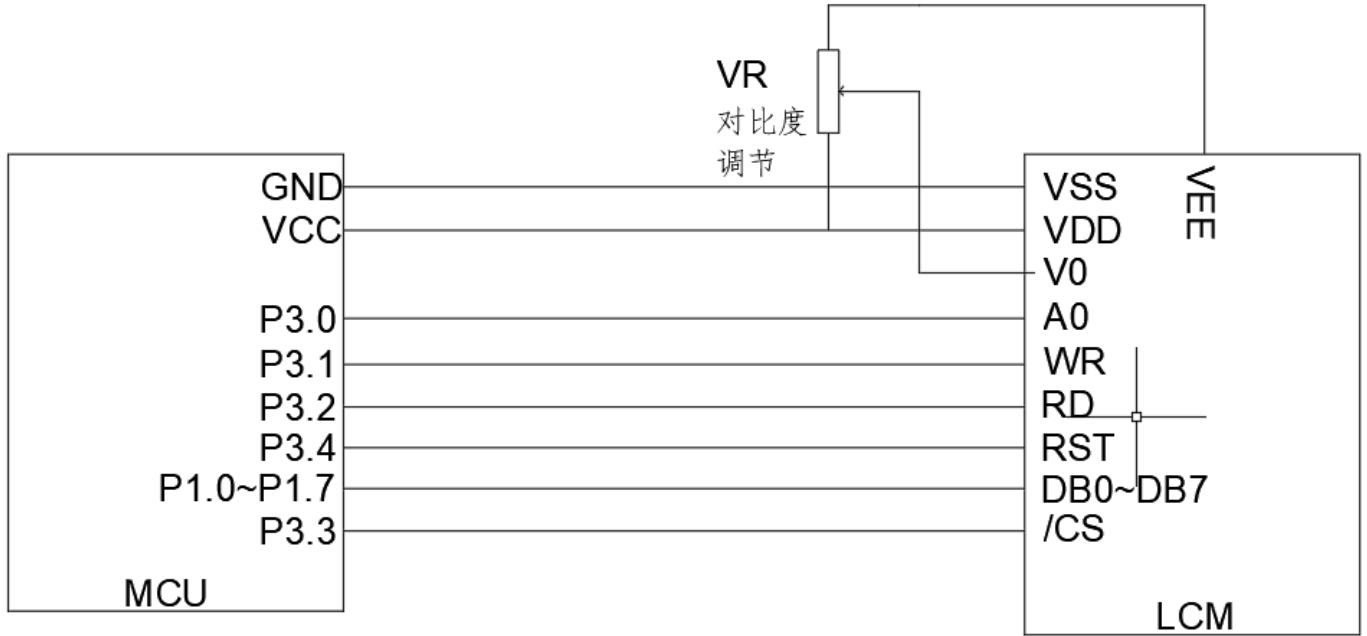 VR
对比度
调节
GND
VCC
P3.0
P3.1
P3.2
P3.4
P1.0~P1.7
P3.3
MCU
VSS
VDD
V0
A0
WR
RD
RST
DB0~DB7
/CS
VEE
LCM